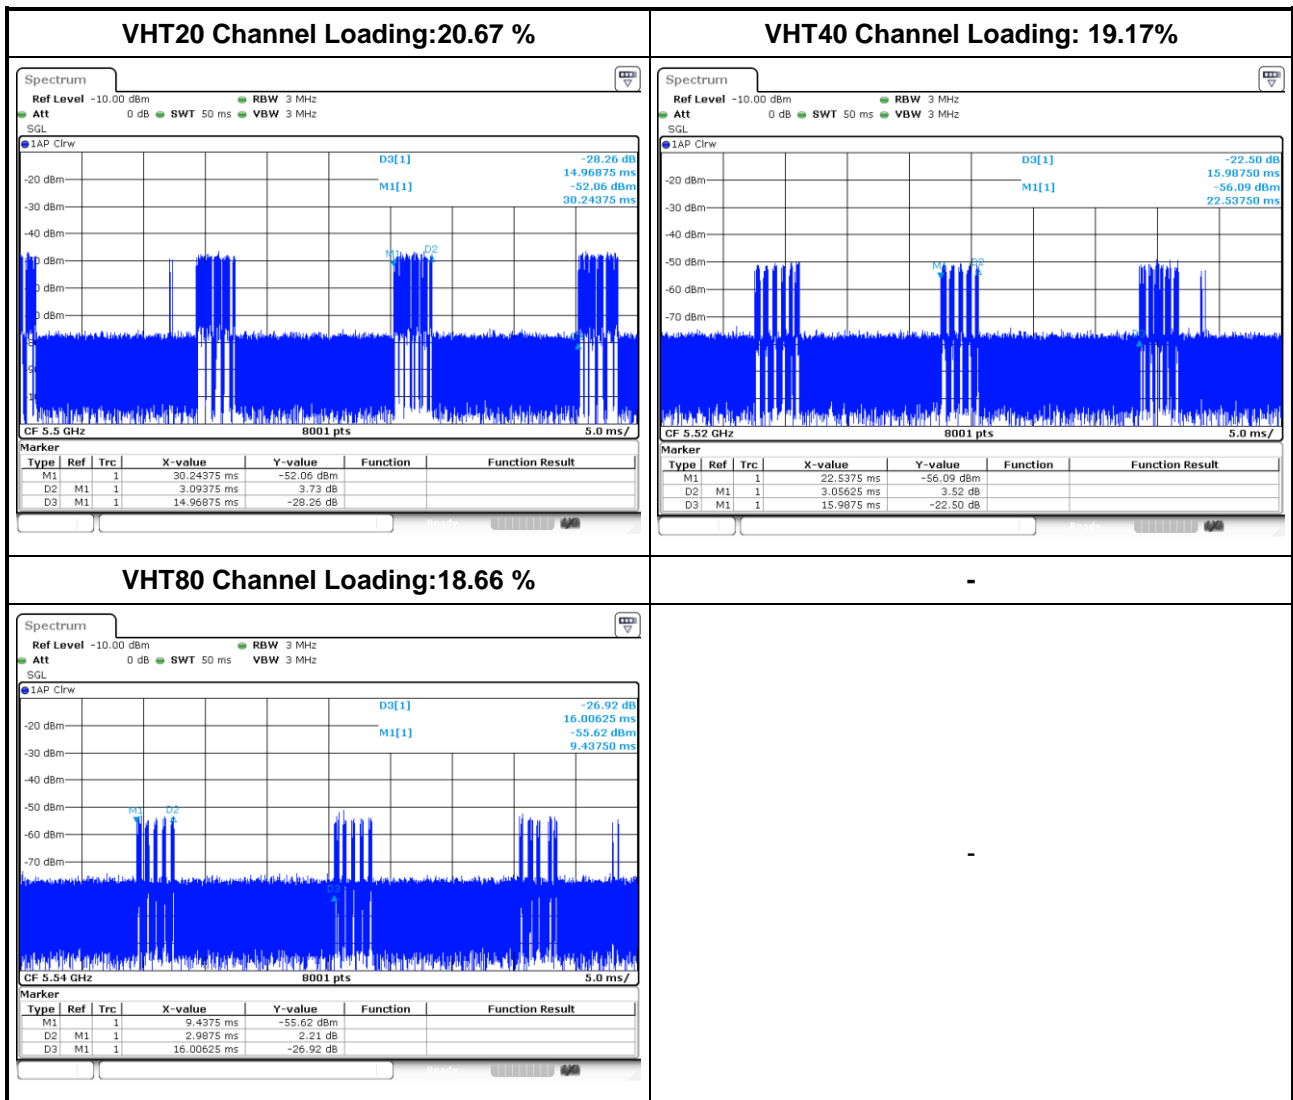 VHT20 Channel Loading:20.67 %
Spectrum
Ref Level -10.00 dBm RBW 3 MHz
Att 0 dB SWT 50 ms VBW 3 MHz
SGL
1AP Clrw
D3[1] -28.26 dB
14.96875 ms
-20 dBm
M1[1] -52.06 dBm
30.24375 ms
-30 dBm
-40 dBm
M1 D2
CF 5.5 GHz 8001 pts 5.0 ms/
Marker
Type Ref Trc X-value Y-value Function Function Result
M1 1 30.24375 ms -52.06 dBm
D2 M1 1 3.09375 ms 3.73 dB
D3 M1 1 14.96875 ms -28.26 dB
Ready
VHT40 Channel Loading: 19.17%
Spectrum
Ref Level -10.00 dBm RBW 3 MHz
Att 0 dB SWT 50 ms VBW 3 MHz
SGL
1AP Clrw
D3[1] -22.50 dB
15.98750 ms
-20 dBm
M1[1] -56.09 dBm
22.53750 ms
-30 dBm
-40 dBm
-50 dBm
M1 D2
-60 dBm
-70 dBm
CF 5.52 GHz 8001 pts 5.0 ms/
Marker
Type Ref Trc X-value Y-value Function Function Result
M1 1 22.5375 ms -56.09 dBm
D2 M1 1 3.05625 ms 3.52 dB
D3 M1 1 15.9875 ms -22.50 dB
Ready
VHT80 Channel Loading:18.66 %
Spectrum
Ref Level -10.00 dBm RBW 3 MHz
Att 0 dB SWT 50 ms VBW 3 MHz
SGL
1AP Clrw
D3[1] -26.92 dB
16.00625 ms
-20 dBm
M1[1] -55.62 dBm
9.43750 ms
-30 dBm
-40 dBm
-50 dBm
M1 D2
-60 dBm
-70 dBm
D3
CF 5.54 GHz 8001 pts 5.0 ms/
Marker
Type Ref Trc X-value Y-value Function Function Result
M1 1 9.4375 ms -55.62 dBm
D2 M1 1 2.9875 ms 2.21 dB
D3 M1 1 16.00625 ms -26.92 dB
Ready
-
-